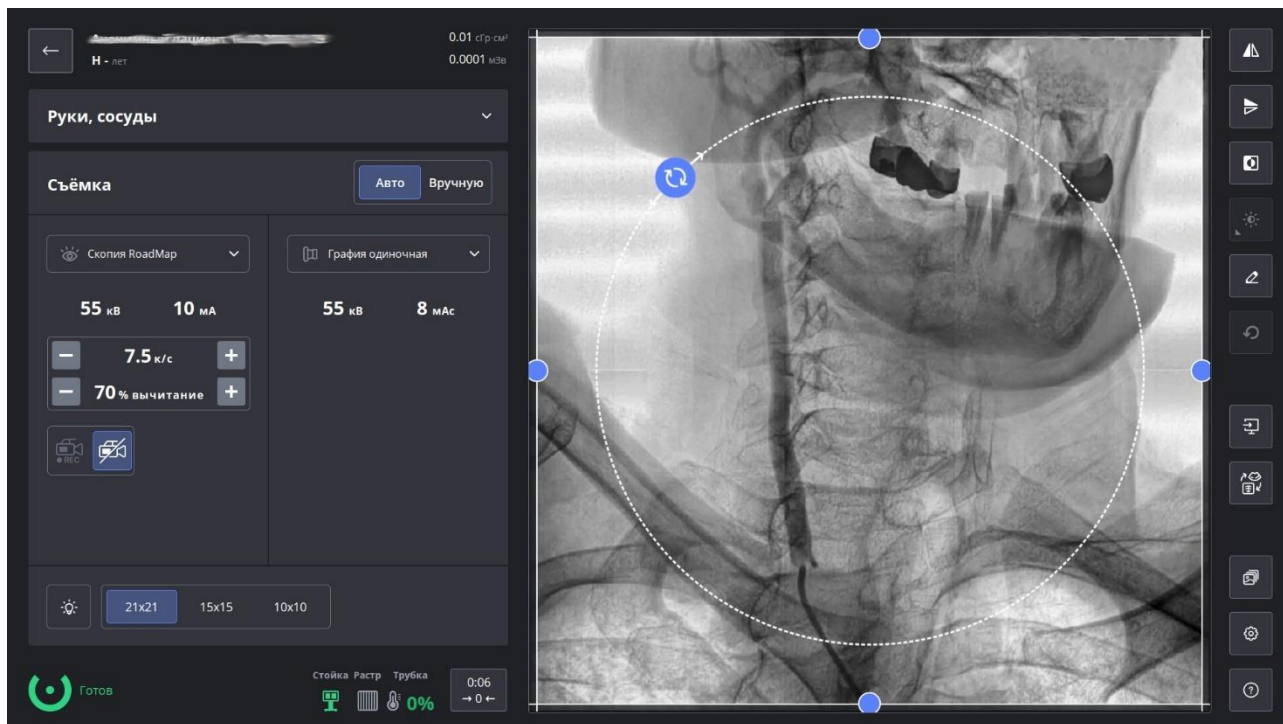 0.01 сГр·см²
Н - лет
0.0001 мЗв
Руки, сосуды
Съёмка
Авто Вручную
Скопия RoadMap
График одиночная
55 кВ 10 мА
55 кВ 8 мАс
7.5 к/с
70 % вычитание
REC
21x21 15x15 10x10
Готов
Стойка Растр Трубка
0%
0:06
→ 0 ←